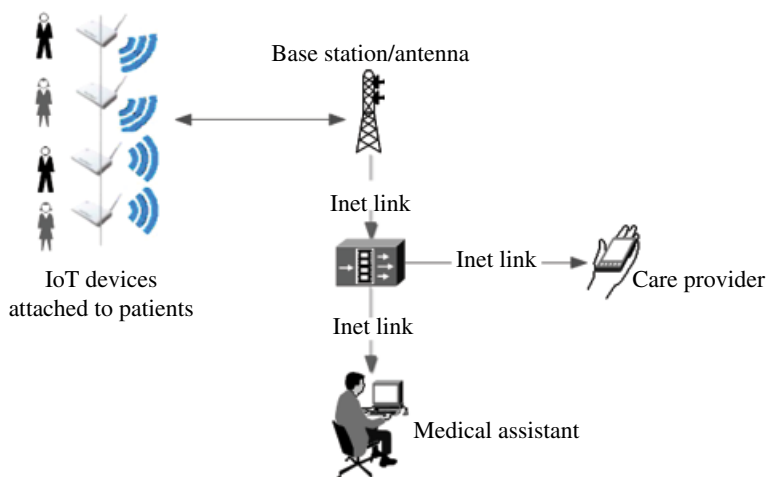 Base station/antenna
Inet link
Inet link
Care provider
IoT devices
attached to patients
Inet link
Medical assistant